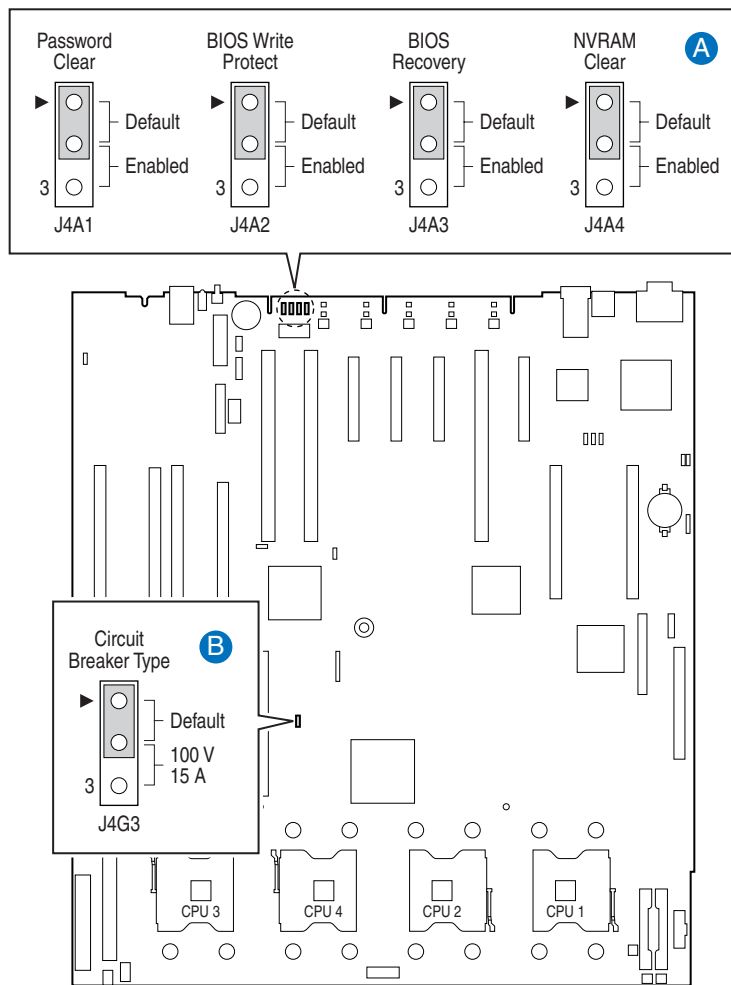 A
Password
Clear
BIOS Write
Protect
BIOS
Recovery
NVRAM
Clear
Default
Enabled
3
J4A1
Default
Enabled
3
J4A2
Default
Enabled
3
J4A3
Default
Enabled
3
J4A4
B
Circuit
Breaker Type
Default
100 V
15 A
3
J4G3
CPU 3
CPU 4
CPU 2
CPU 1